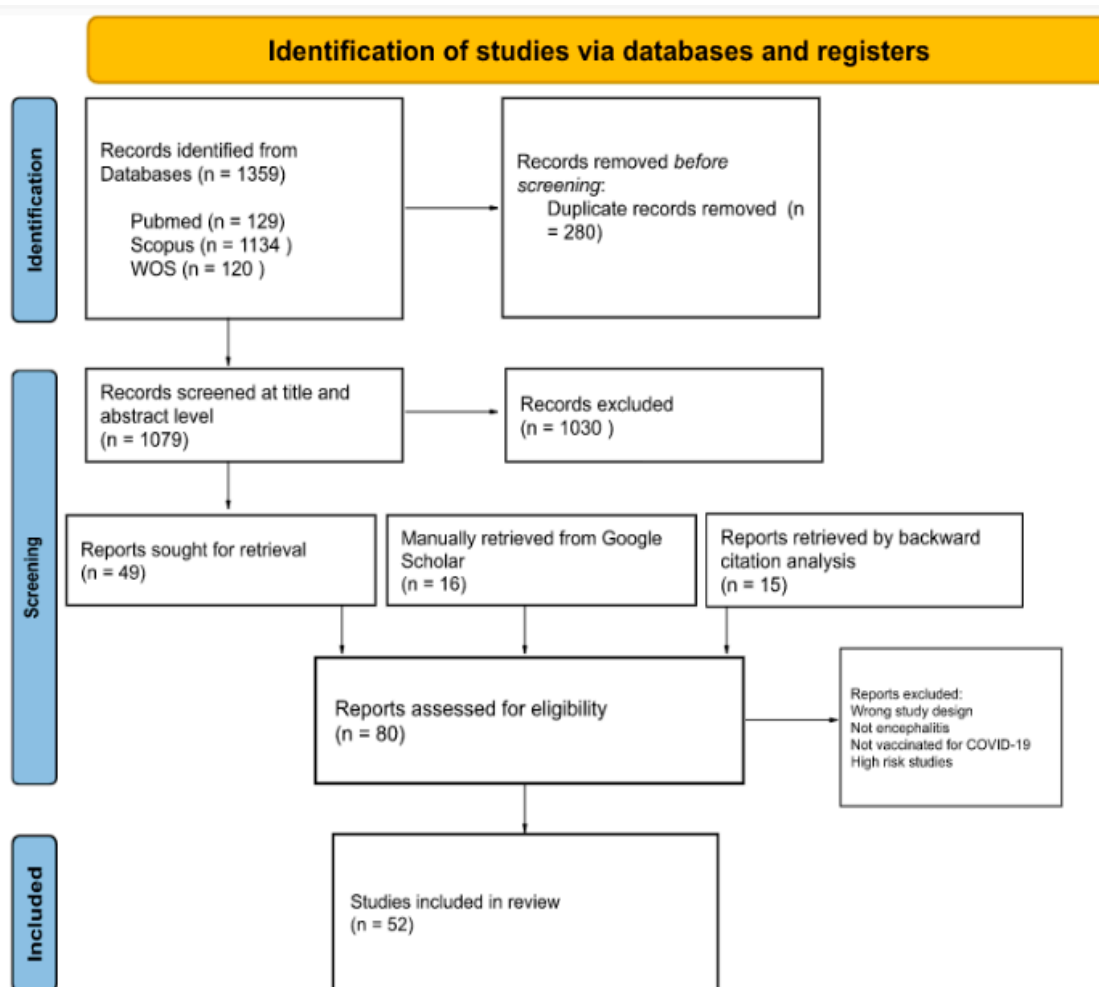 Identification of studies via databases and registers
Identification
Records identified from
Databases (n = 1359)
Pubmed (n = 129)
Scopus (n = 1134 )
WOS (n = 120 )
Records removed before
screening:
Duplicate records removed (n
= 280)
Screening
Records screened at title and
abstract level
(n = 1079)
Records excluded
(n = 1030 )
Reports sought for retrieval
(n = 49)
Manually retrieved from Google
Scholar
(n = 16)
Reports retrieved by backward
citation analysis
(n = 15)
Reports assessed for eligibility
(n = 80)
Reports excluded:
Wrong study design
Not encephalitis
Not vaccinated for COVID-19
High risk studies
Included
Studies included in review
(n = 52)